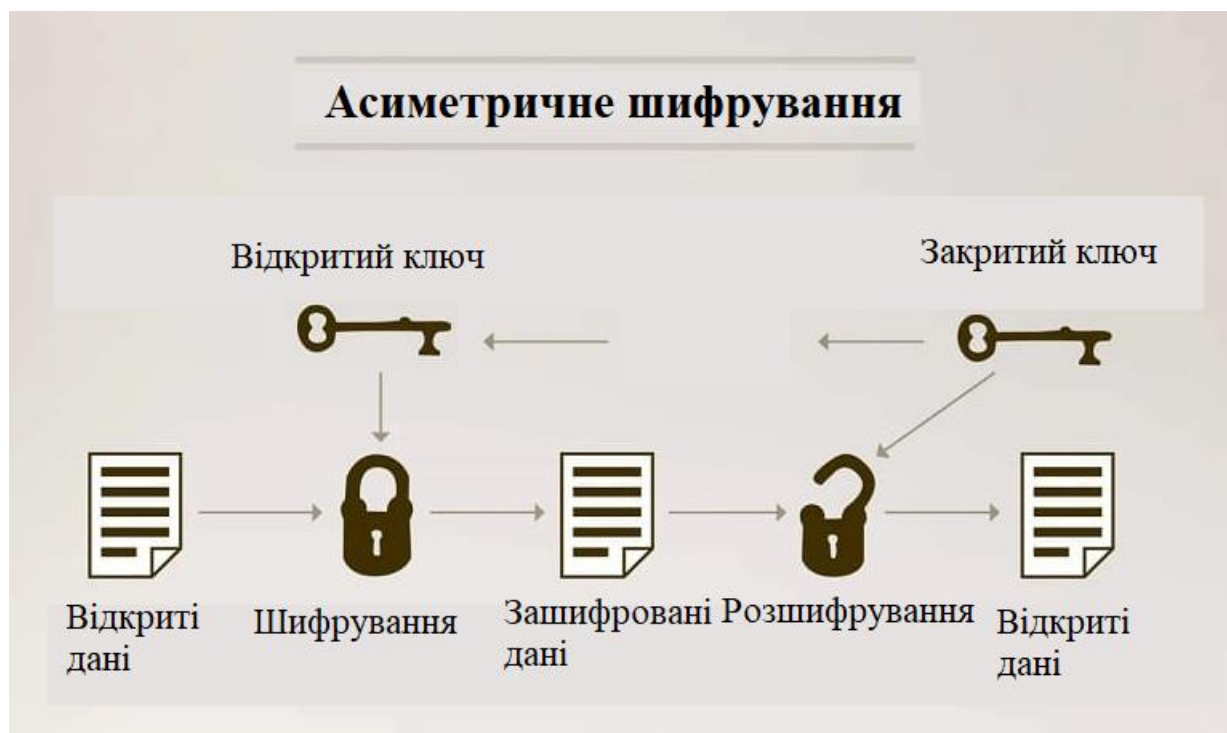 Асиметричне шифрування
Відкритий ключ
Закритий ключ
Відкриті
дані
Шифрування
Зашифровані
дані
Розшифрування
Відкриті
дані